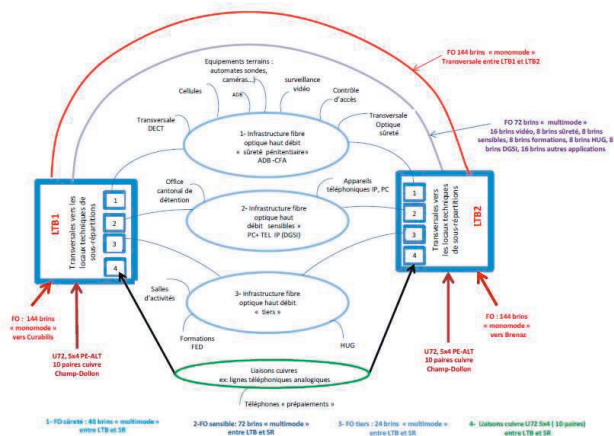 FO 144 brins « monomode »
Transversale entre LTB1 et LTB2
Equipements terrains :
automates sondes,
caméras...
surveillance
vidéo
Contrôle
d'accès
Cellules
ADB
Transversale
DECT
Transversale
Optique
sûreté
FO 72 brins « multimode »
16 brins vidéo, 8 brins sûreté, 8 brins
sensibles, 8 brins formations, 8 brins HUG, 8
brins DGSI, 16 brins autres applications
1- Infrastructure fibre
optique haut débit
« sûreté pénitentiaire»
ADB -CFA
Office
cantonal de
détention
Appareils
téléphoniques IP, PC
LTB1
Transversales vers les
locaux techniques de
sous-répartitions
1
2
3
4
2- Infrastructure fibre
optique haut
débit sensibles »
PC+ TEL IP (DGSI)
1
2
3
4
Transversales vers
les locaux techniques
de sous-répartitions
LTB2
Salles
d'activités
3- Infrastructure fibre
optique haut débit
« tiers »
Formations
FED
HUG
FO : 144 brins
« monomode »
vers Curabilis
U72, 5x4 PE-ALT
10 paires cuivre
Champ-Dollon
Liaisons cuivres
ex: lignes téléphoniques analogiques
Téléphones « prépaiements »
FO : 144 brins
« monomode »
vers Brenaz
U72, 5x4 PE-ALT
10 paires cuivre
Champ-Dollon
1- FO sûreté : 48 brins « multimode »
entre LTB et SR
2-FO sensible: 72 brins « multimode »
entre LTB et SR
3- FO tiers : 24 brins « multimode »
entre LTB et SR
4- Liaisons cuivre U72 5x4 ( 10 paires)
entre LTB et SR